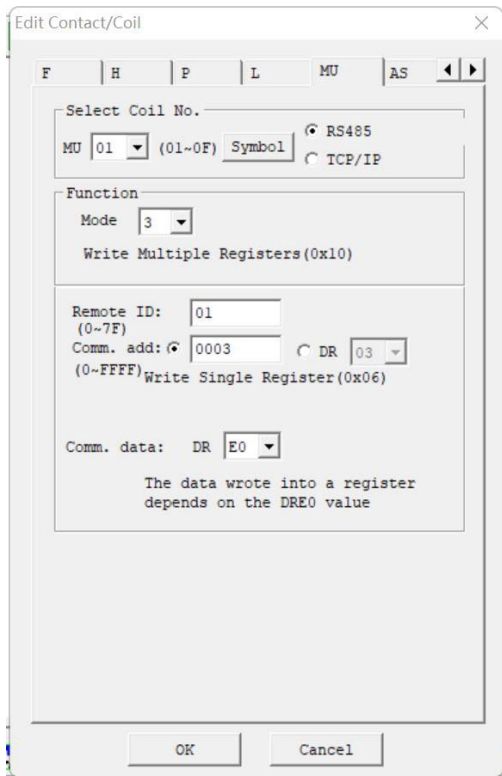 Edit Contact/Coil
F H P L MU AS
Select Coil No.
RS485
MU 01 (01~0F) Symbol
TCP/IP
Function
Mode 3
Write Multiple Registers(0x10)
Remote ID: 01
(0~7F)
Comm. add: 0003 DR 03
(0~FFFF)Write Single Register(0x06)
Comm. data: DR E0
The data wrote into a register
depends on the DRE0 value
OK Cancel